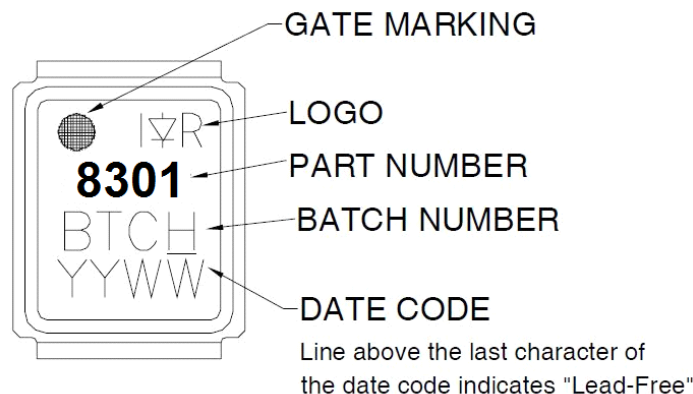 GATE MARKING
I R
LOGO
8301
PART NUMBER
BTCH
BATCH NUMBER
YYWW
DATE CODE
Line above the last character of
the date code indicates "Lead-Free"